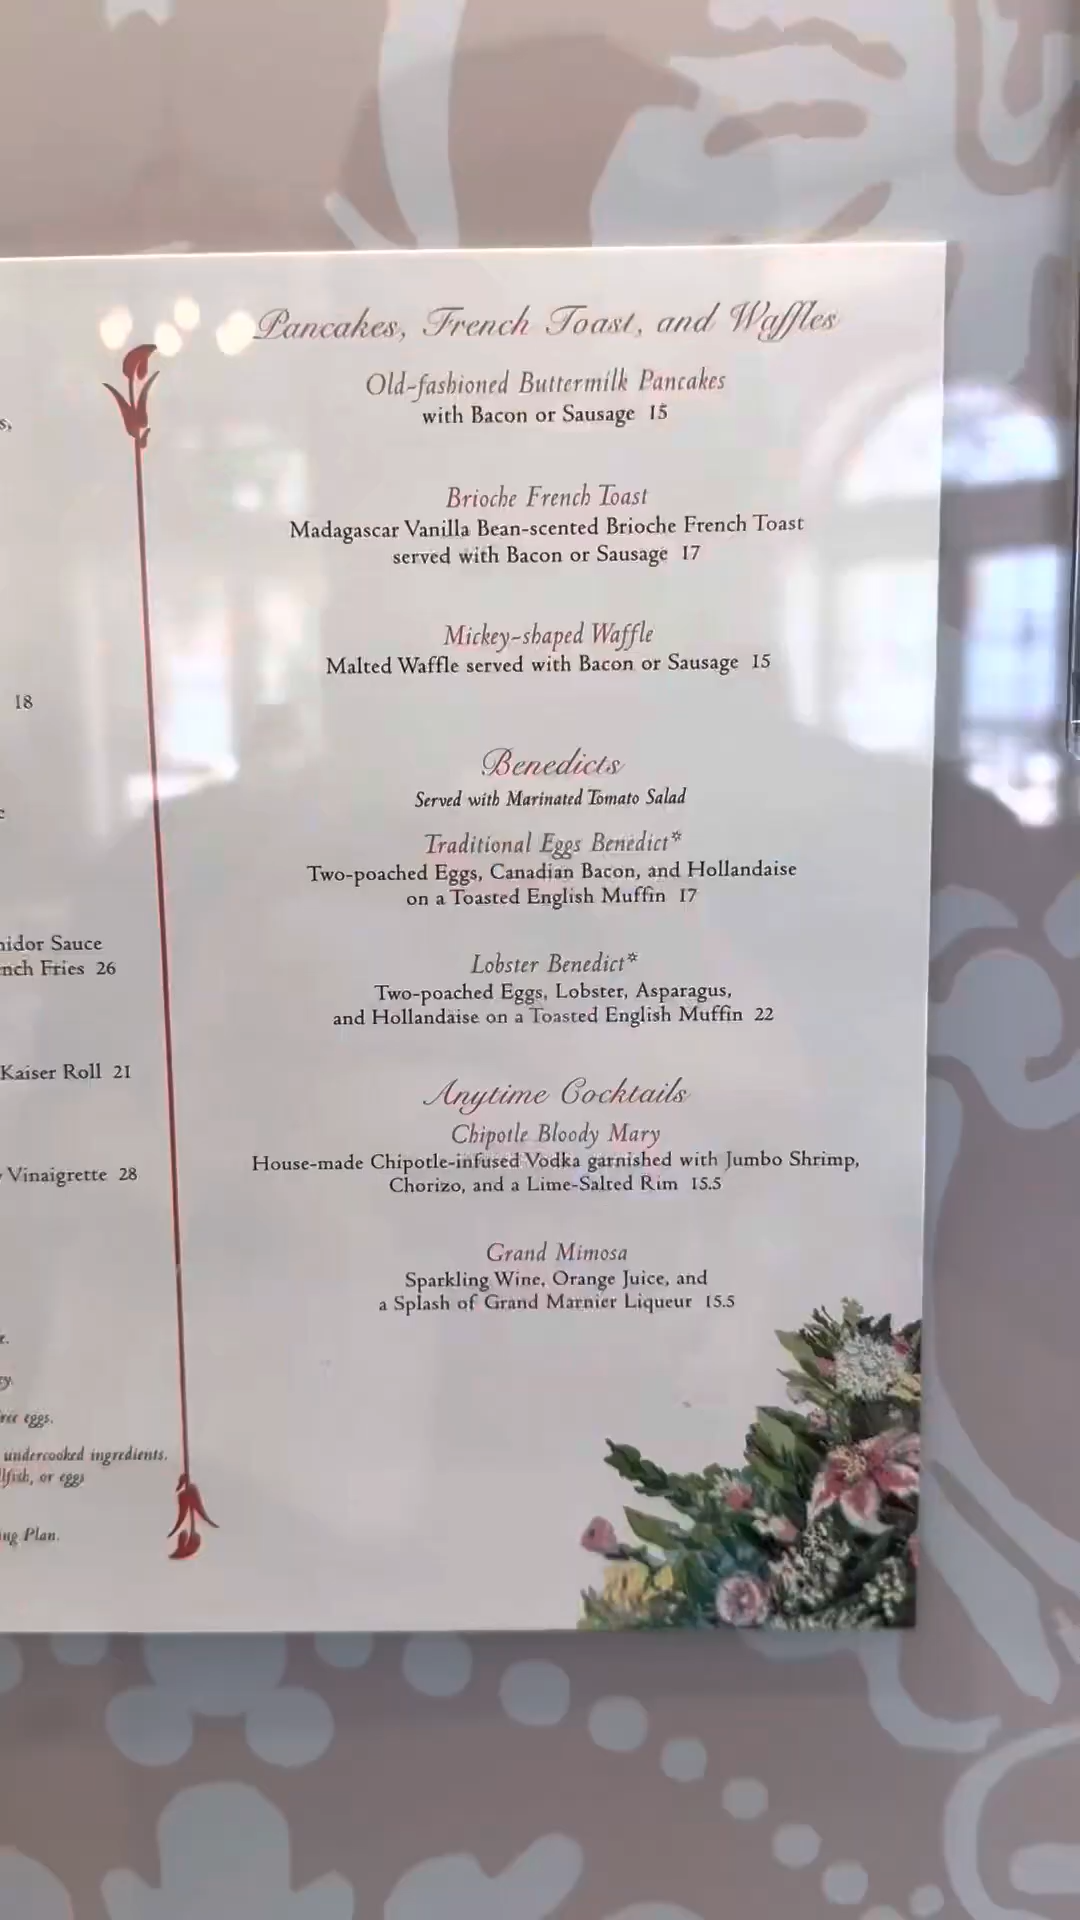 s,
18
nidor Sauce
nch Fries 26
Kaiser Roll 21
Vinaigrette 28
eggs.
undercooked ingredients.
lfish, or eggs
ng Plan.
Pancakes, French Toast, and Waffles
Old-fashioned Buttermilk Pancakes
with Bacon or Sausage 15
Brioche French Toast
Madagascar Vanilla Bean-scented Brioche French Toast
served with Bacon or Sausage 17
Mickey-shaped Waffle
Malted Waffle served with Bacon or Sausage 15
Benedicts
Served with Marinated Tomato Salad
Traditional Eggs Benedict*
Two-poached Eggs, Canadian Bacon, and Hollandaise
on a Toasted English Muffin 17
Lobster Benedict*
Two-poached Eggs, Lobster, Asparagus,
and Hollandaise on a Toasted English Muffin 22
Anytime Cocktails
Chipotle Bloody Mary
House-made Chipotle-infused Vodka garnished with Jumbo Shrimp,
Chorizo, and a Lime-Salted Rim 15.5
Grand Mimosa
Sparkling Wine, Orange Juice, and
a Splash of Grand Marnier Liqueur 15.5